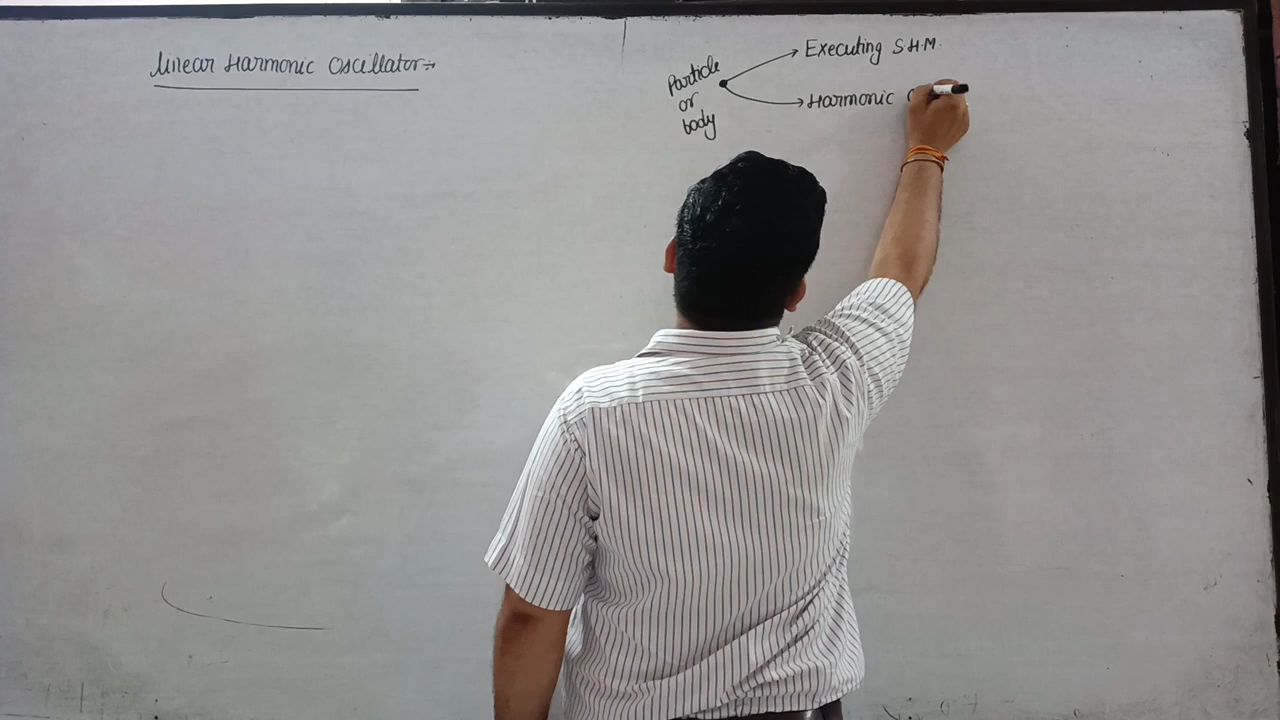 Linear Harmonic Oscillator:-
Particle
or
body
Executing S.H.M.
Harmonic